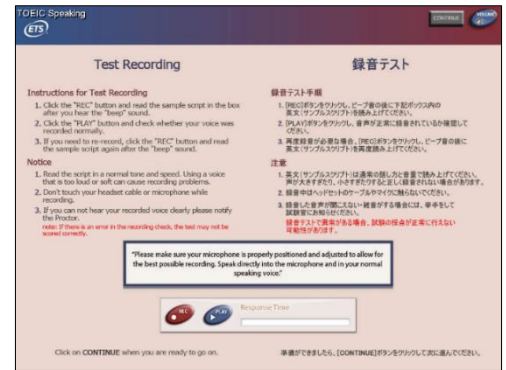 TOEIC Speaking
ETS
CONTINUE
VOLUME
Test Recording
Instructions for Test Recording
1. Click the "REC" button and read the sample script in the box
after you hear the "beep" sound.
2. Click the "PLAY" button and check whether your voice was
recorded normally.
3. If you need to re-record, click the "REC" button and read
the sample script again after the "beep" sound.
Notice
1. Read the script in a normal tone and speed. Using a voice
that is too loud or soft can cause recording problems.
2. Don't touch your headset cable or microphone while
recording.
3. If you can not hear your recorded voice clearly please notify
the Proctor.
note: If there is an error in the recording check, the test may not be
scored correctly.
録音テスト
録音テスト手順
1. [REC]ボタンをクリックし、ビープ音の後に下記ボックス内の
英文(サンプルスクリプト)を読み上げてください。
2. [PLAY]ボタンをクリックし、音声が正常に録音されているか確認して
ください。
3. 再度録音が必要な場合、[REC]ボタンをクリックし、ビープ音の後に
英文(サンプルスクリプト)を再度読み上げてください。
注意
1. 英文(サンプルスクリプト)は通常の話し方と音量で読み上げてください。
声が大きすぎたり、小さすぎたりすると正しく録音されない場合があります。
2. 録音中はヘッドセットのケーブルやマイクに触らないでください。
3. 録音した音声が聞こえない・雑音がする場合には、挙手をして
試験官にお知らせください。
録音テストで異常がある場合、試験の採点が正常に行えない
可能性があります。
"Please make sure your microphone is properly positioned and adjusted to allow for
the best possible recording. Speak directly into the microphone and in your normal
speaking voice."
REC
PLAY
Response Time
Click on CONTINUE when you are ready to go on.
準備ができましたら、[CONTINUE]ボタンをクリックして次に進んでください。